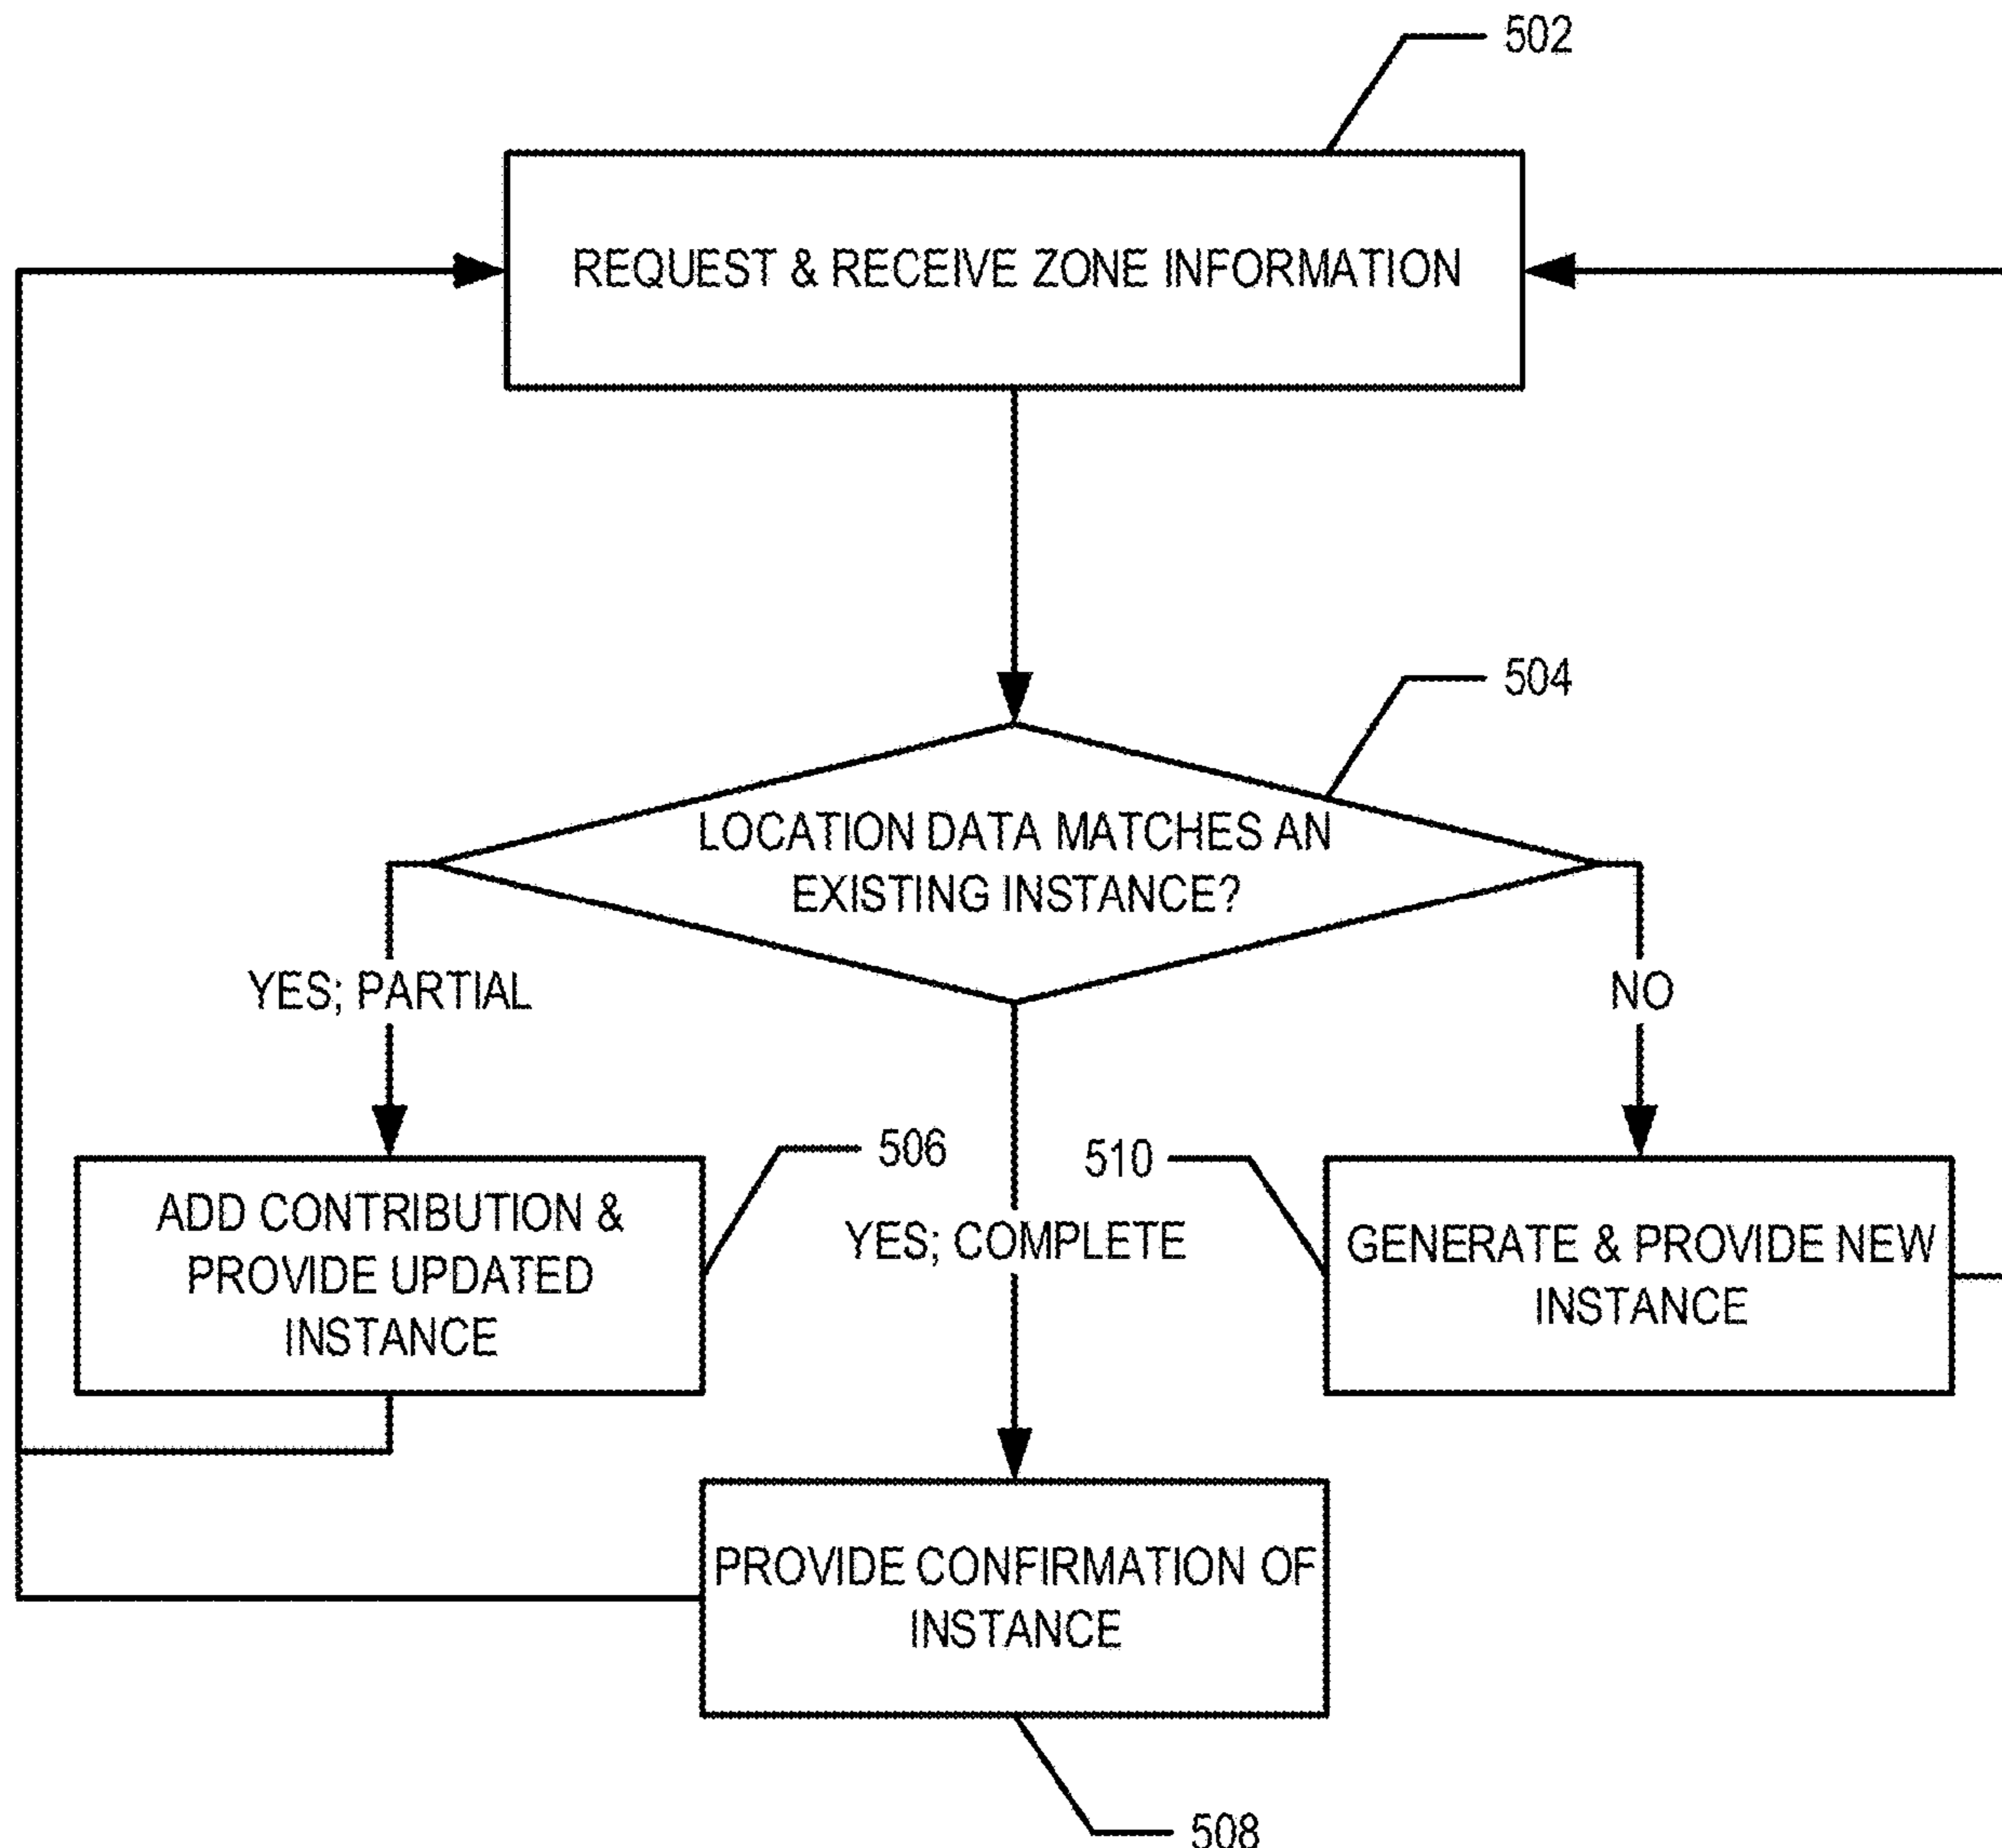 502
REQUEST & RECEIVE ZONE INFORMATION
504
LOCATION DATA MATCHES AN
EXISTING INSTANCE?
YES; PARTIAL
NO
506
510
ADD CONTRIBUTION &
PROVIDE UPDATED
INSTANCE
YES; COMPLETE
GENERATE & PROVIDE NEW
INSTANCE
PROVIDE CONFIRMATION OF
INSTANCE
508